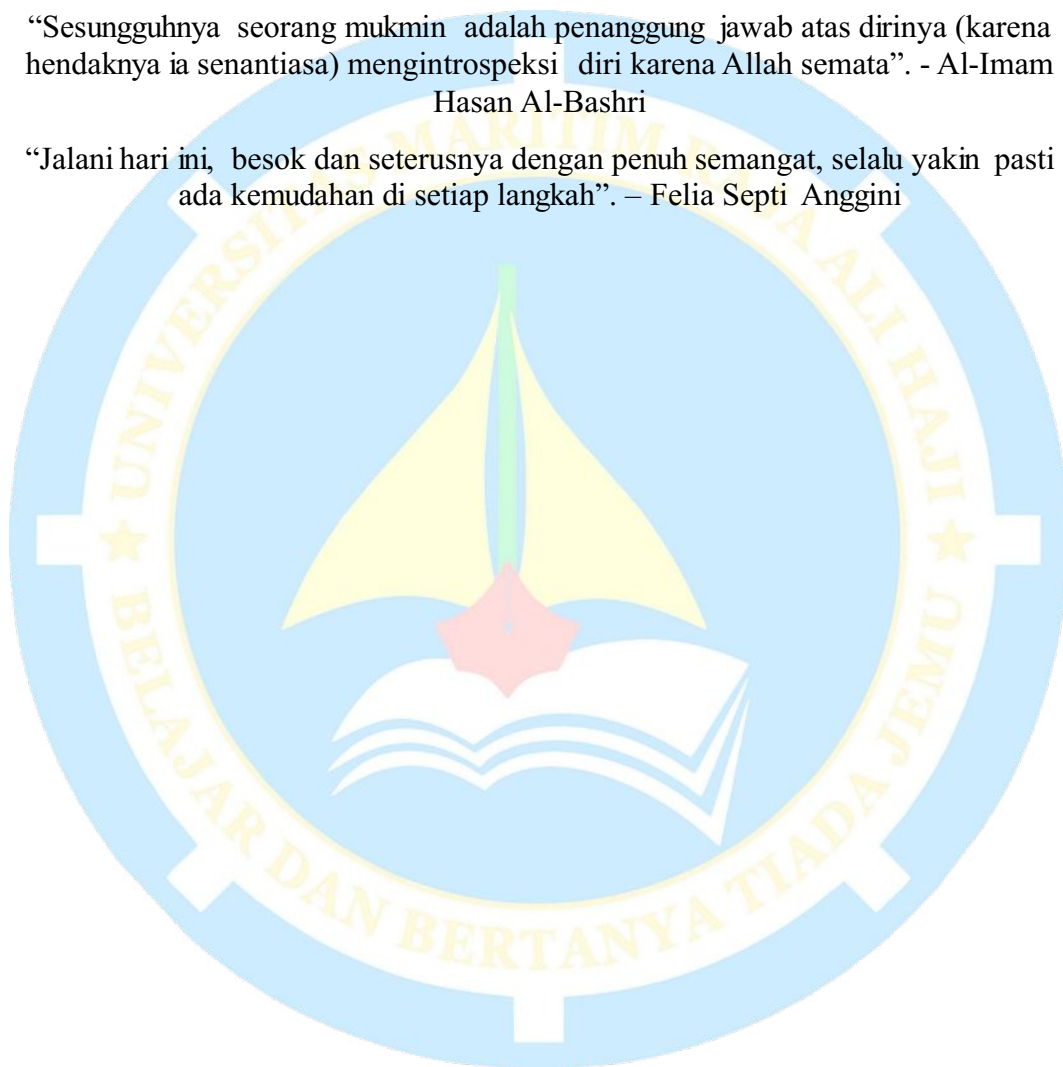 “Sesungguhnya seorang mukmin adalah penanggung jawab atas dirinya (karena
hendaknya ia senantiasa) mengintrospeksi diri karena Allah semata”. - Al-Imam
Hasan Al-Bashri
“Jalani hari ini, besok dan seterusnya dengan penuh semangat, selalu yakin pasti
ada kemudahan di setiap langkah”. – Felia Septi Anggini
UNIVERSITAS MARITIM RAJA ALI HAJI
BELAJAR DAN BERTANYA TIADA JEMU